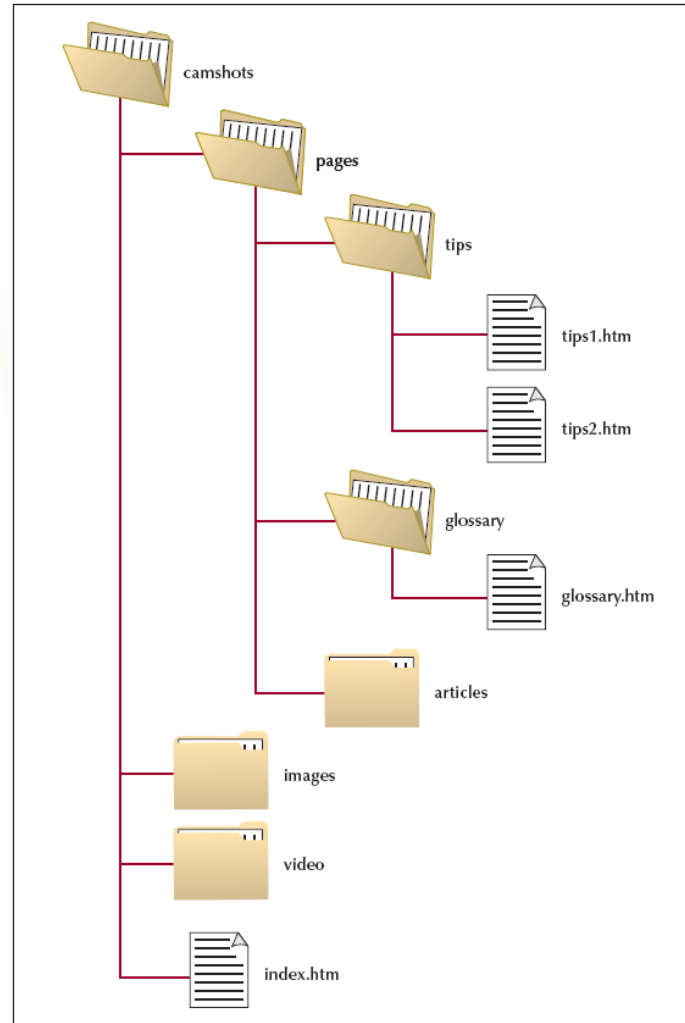 camshots
pages
tips
tips1.htm
tips2.htm
glossary
glossary.htm
articles
images
video
index.htm